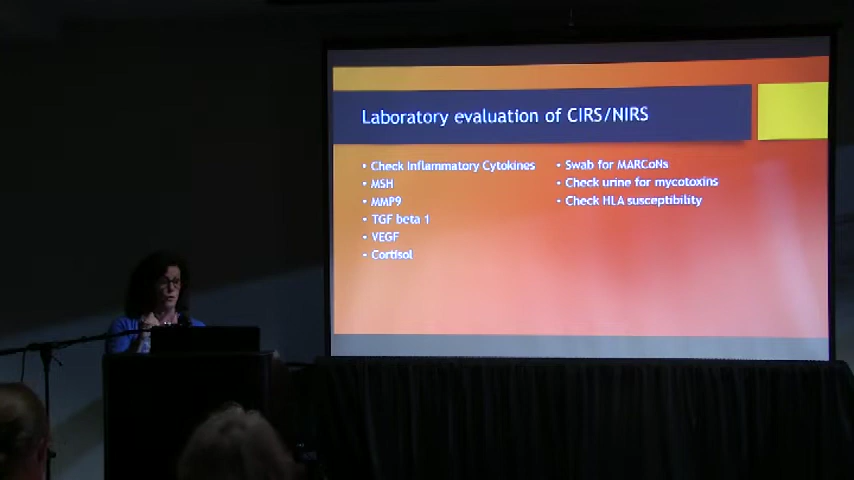 Laboratory evaluation of CIRS/NIRS
• Check Inflammatory Cytokines
• MSH
• MMP9
• TGF beta 1
• VEGF
• Cortisol
• Swab for MARCoNs
• Check urine for mycotoxins
• Check HLA susceptibility